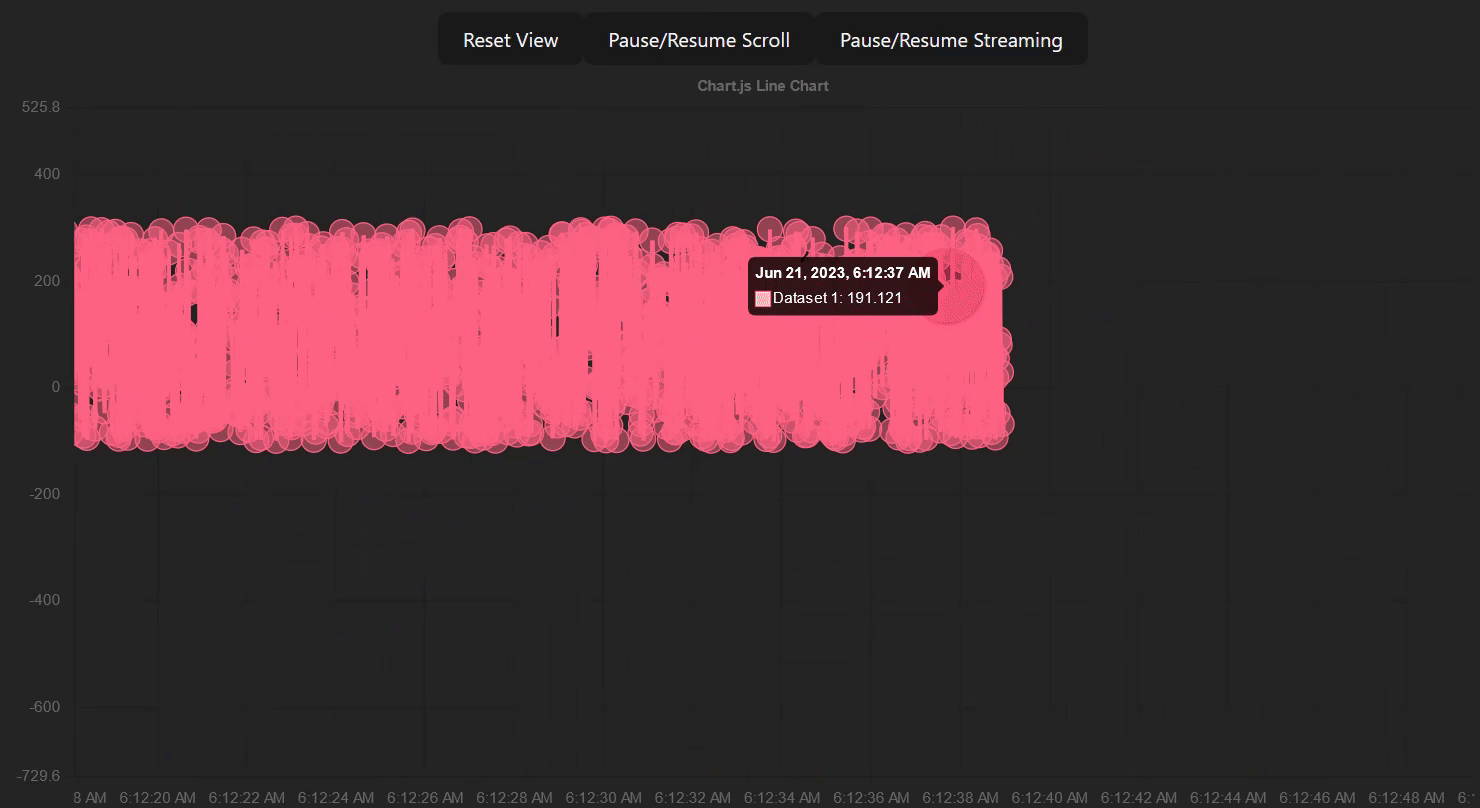 Reset View Pause/Resume Scroll Pause/Resume Streaming
Chart.js Line Chart
525.8
400
200
Jun 21, 2023, 6:12:37 AM
Dataset 1: 191.121
0
-200
-400
-600
-729.6
8 AM 6:12:20 AM 6:12:22 AM 6:12:24 AM 6:12:26 AM 6:12:28 AM 6:12:30 AM 6:12:32 AM 6:12:34 AM 6:12:36 AM 6:12:38 AM 6:12:40 AM 6:12:42 AM 6:12:44 AM 6:12:46 AM 6:12:48 AM